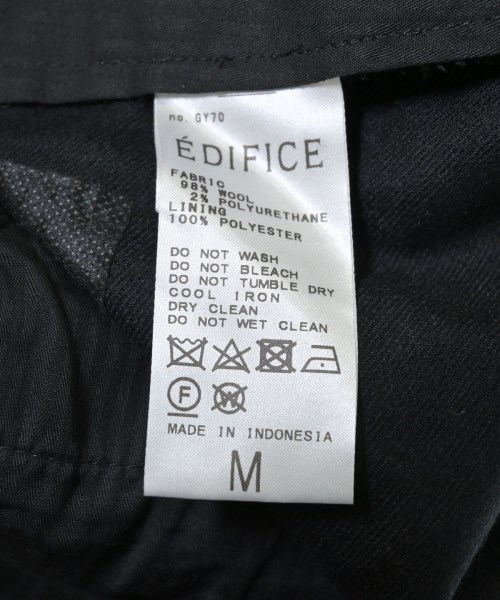 no. GY70
ÉDIFICE
FABRIC
98% WOOL
2% POLYURETHANE
LINING
100% POLYESTER
DO NOT WASH
DO NOT BLEACH
DO NOT TUMBLE DRY
COOL IRON
DRY CLEAN
DO NOT WET CLEAN
F W
MADE IN INDONESIA
M